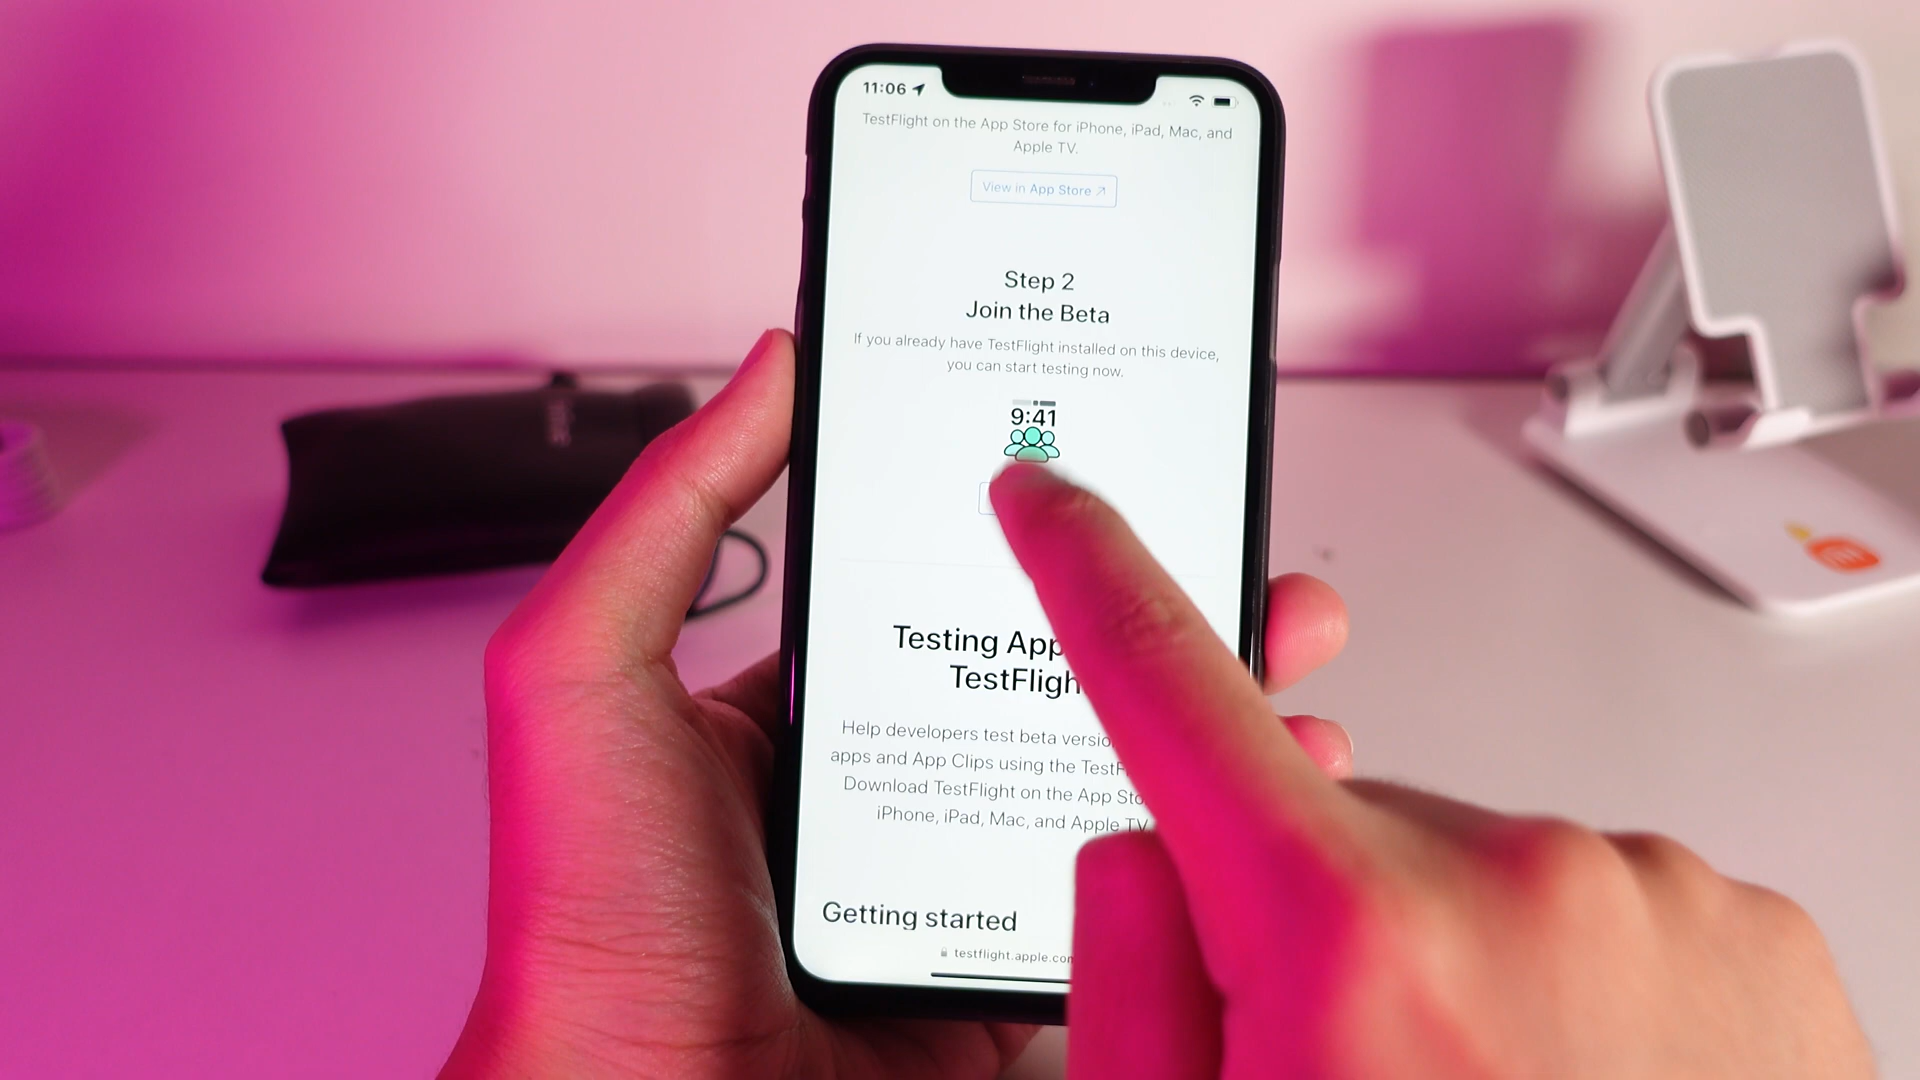 11:06
TestFlight on the App Store for iPhone, iPad, Mac, and
Apple TV.
View in App Store ↗
Step 2
Join the Beta
If you already have TestFlight installed on this device,
you can start testing now.
9:41
Testing App
TestFligh
Help developers test beta versio
apps and App Clips using the TestF
Download TestFlight on the App Sto
iPhone, iPad, Mac, and Apple TV
Getting started
testflight.apple.com